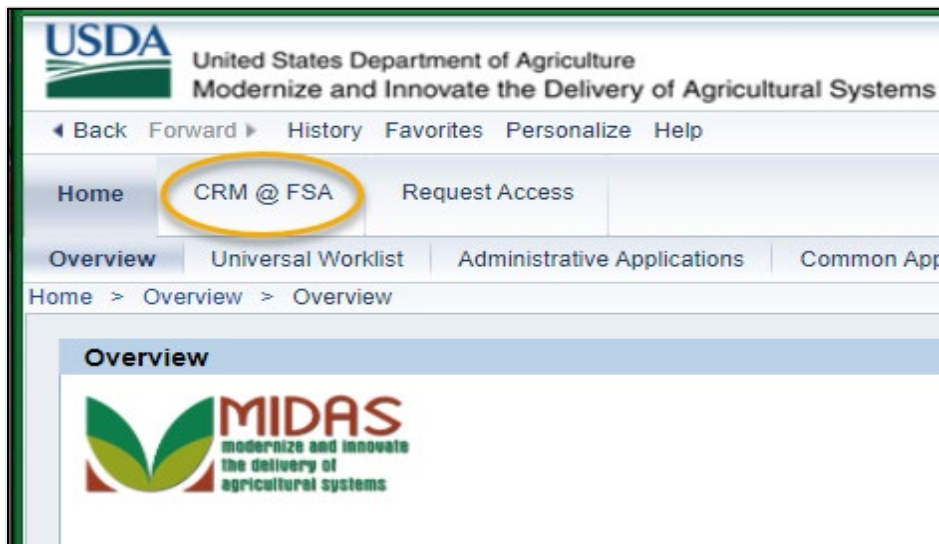 USDA
United States Department of Agriculture
Modernize and Innovate the Delivery of Agricultural Systems
Back Forward History Favorites Personalize Help
Home CRM @ FSA Request Access
Overview Universal Worklist Administrative Applications Common App
Home > Overview > Overview
Overview
MIDAS
modernize and innovate
the delivery of
agricultural systems